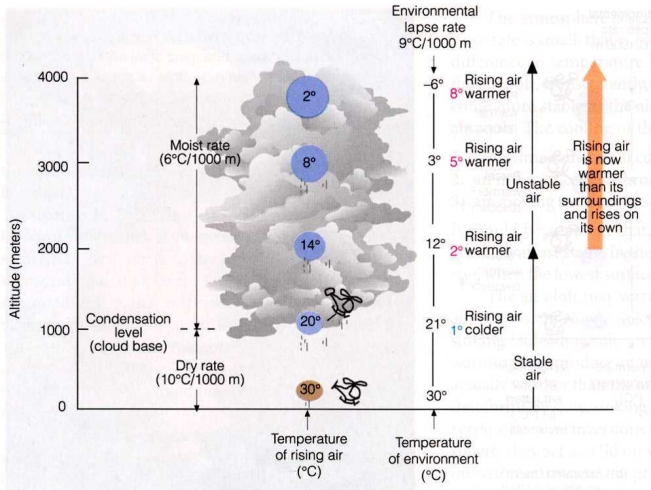 Environmental
lapse rate
9°C/1000 m
4000
3000
2000
1000
0
Altitude (meters)
Moist rate
(6°C/1000 m)
Condensation
level
(cloud base)
Dry rate
(10°C/1000 m)
2°
8°
14°
20°
30°
Temperature
of rising air
(°C)
–6°
3°
12°
21°
30°
Temperature
of environment
(°C)
Rising air
8° warmer
Rising air
5° warmer
Rising air
2° warmer
Rising air
1° colder
Unstable
air
Stable
air
Rising air
is now
warmer
than its
surroundings
and rises on
its own